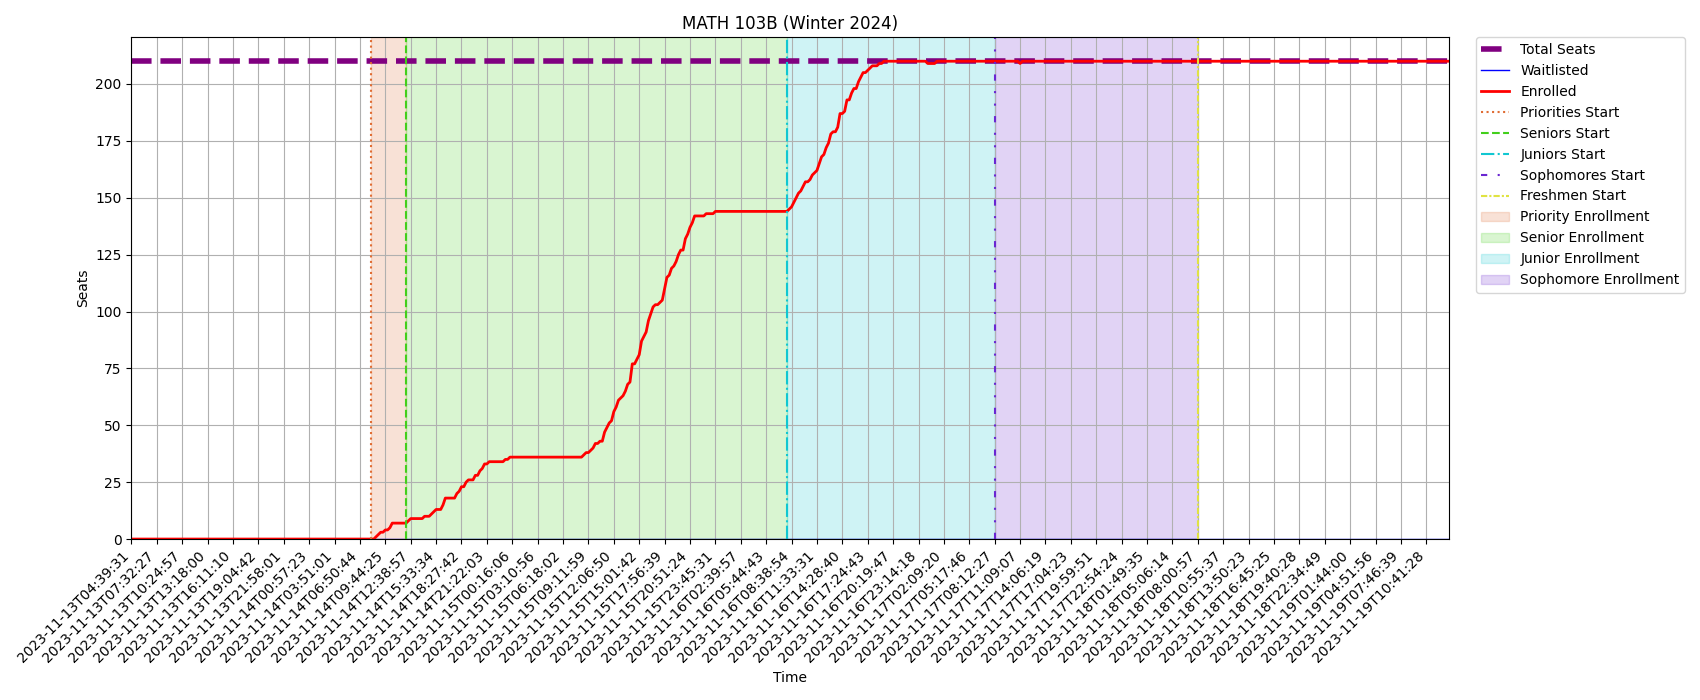 MATH 103B (Winter 2024)
Total Seats
Waitlisted
Enrolled
Priorities Start
Seniors Start
Juniors Start
Sophomores Start
Freshmen Start
Priority Enrollment
Senior Enrollment
Junior Enrollment
Sophomore Enrollment
Seats
200
175
150
125
100
75
50
25
0
2023-11-13T04:39:31
2023-11-13T07:32:27
2023-11-13T10:24:57
2023-11-13T13:18:00
2023-11-13T16:11:10
2023-11-13T19:04:42
2023-11-13T21:58:01
2023-11-14T00:57:23
2023-11-14T03:51:01
2023-11-14T06:50:44
2023-11-14T09:44:25
2023-11-14T12:38:57
2023-11-14T15:33:34
2023-11-14T18:27:42
2023-11-14T21:22:03
2023-11-15T00:16:06
2023-11-15T03:10:56
2023-11-15T06:18:02
2023-11-15T09:11:59
2023-11-15T12:06:50
2023-11-15T15:01:42
2023-11-15T17:56:39
2023-11-15T20:51:24
2023-11-15T23:45:31
2023-11-16T02:39:57
2023-11-16T05:44:43
2023-11-16T08:38:54
2023-11-16T11:33:31
2023-11-16T14:28:40
2023-11-16T17:24:43
2023-11-16T20:19:47
2023-11-16T23:14:18
2023-11-17T02:09:20
2023-11-17T05:17:46
2023-11-17T08:12:27
2023-11-17T11:09:07
2023-11-17T14:06:19
2023-11-17T17:04:23
2023-11-17T19:59:51
2023-11-17T22:54:24
2023-11-18T01:49:35
2023-11-18T05:06:14
2023-11-18T08:00:57
2023-11-18T10:55:37
2023-11-18T13:50:23
2023-11-18T16:45:25
2023-11-18T19:40:28
2023-11-18T22:34:49
2023-11-19T01:44:00
2023-11-19T04:51:56
2023-11-19T07:46:39
2023-11-19T10:41:28
Time